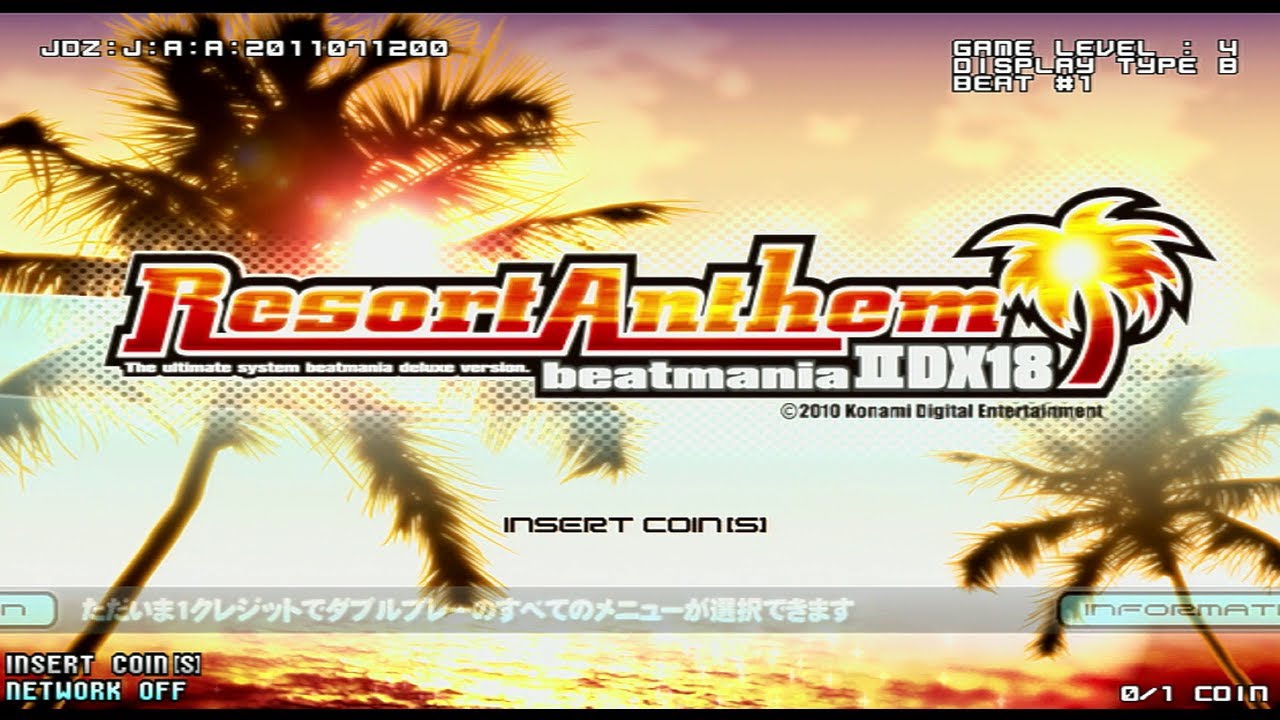 JDZ:J:A:A:2011071200
GAME LEVEL : 4
DISPLAY TYPE B
BEAT #1
Resort Anthem
The ultimate system beatmania deluxe version.
beatmania IIDX18
©2010 Konami Digital Entertainment
INSERT COIN[S]
ただいま1クレジットでダブルプレーのすべてのメニューが選択できます
INSERT COIN[S]
NETWORK OFF
0/1 COIN